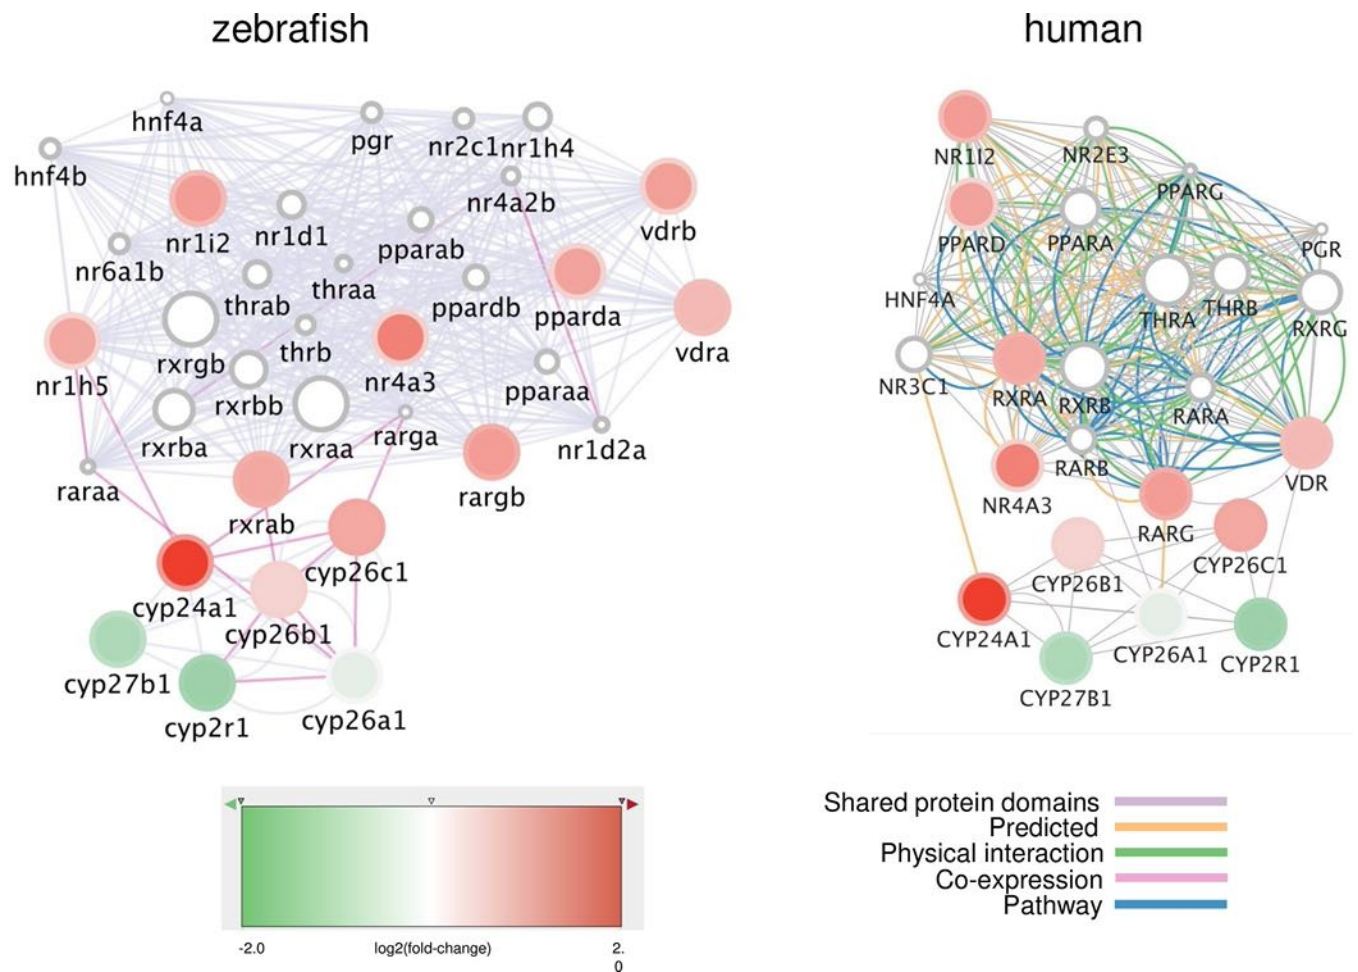 zebrafish
hnf4a
pgr
nr2c1
nr1h4
hnf4b
nr4a2b
nr1i2
nr1d1
pparab
vdrb
nr6a1b
thrab
thraa
ppardb
pparda
rxrgb
thrb
nr4a3
vdra
nr1h5
rxrbb
pparaa
rxrba
rxraa
rarga
nr1d2a
raraa
rxrab
rargb
cyp24a1
cyp26c1
cyp26b1
cyp27b1
cyp2r1
cyp26a1
-2.0
log2(fold-change)
2.
0
human
NR1I2
NR2E3
PPARG
PPARD
PPARA
PGR
HNF4A
THRA
THRB
RXRG
NR3C1
RXRA
RXRB
RARA
RARB
NR4A3
VDR
RARG
CYP26B1
CYP26C1
CYP24A1
CYP26A1
CYP2R1
CYP27B1
Shared protein domains
Predicted
Physical interaction
Co-expression
Pathway